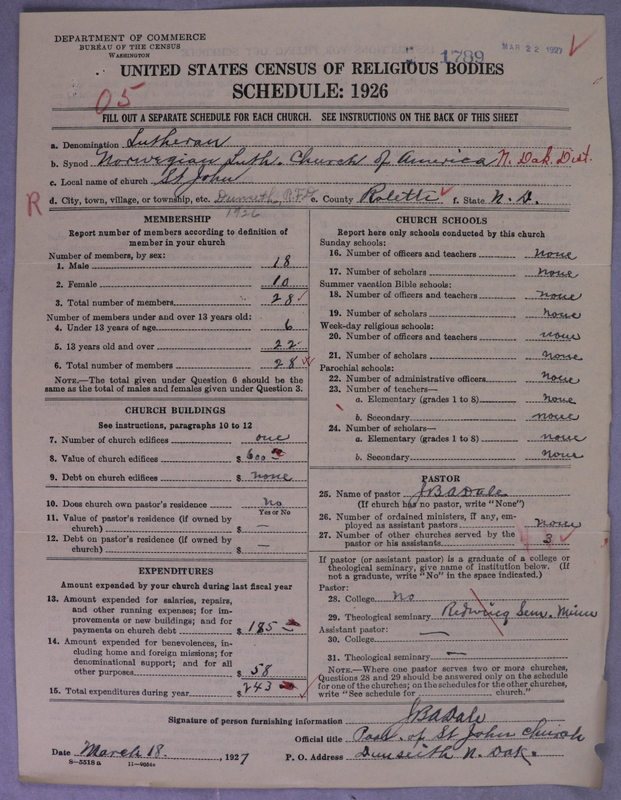 DEPARTMENT OF COMMERCE
BUREAU OF THE CENSUS
WASHINGTON
1789
MAR 22 1927
UNITED STATES CENSUS OF RELIGIOUS BODIES
SCHEDULE: 1926
05
FILL OUT A SEPARATE SCHEDULE FOR EACH CHURCH. SEE INSTRUCTIONS ON THE BACK OF THIS SHEET
a. Denomination Lutheran
b. Synod Norwegian Luth. Church of America N. Dak. Dist.
c. Local name of church St John
R d. City, town, village, or township, etc. Dunseith, R.F.D. e. County Rolette f. State N. D.
1926
MEMBERSHIP
Report number of members according to definition of
member in your church
Number of members, by sex:
1. Male 18
2. Female 10
3. Total number of members 28
Number of members under and over 13 years old:
4. Under 13 years of age 6
5. 13 years old and over 22
6. Total number of members 28
NOTE.—The total given under Question 6 should be the
same as the total of males and females given under Question 3.
CHURCH BUILDINGS
See instructions, paragraphs 10 to 12
7. Number of church edifices one
8. Value of church edifices $ 600
9. Debt on church edifices $ none
10. Does church own pastor's residence No
Yes or No
11. Value of pastor's residence (if owned by
church) $ —
12. Debt on pastor's residence (if owned by
church) $ —
EXPENDITURES
Amount expended by your church during last fiscal year
13. Amount expended for salaries, repairs,
and other running expenses; for im-
provements or new buildings; and for
payments on church debt $ 185
14. Amount expended for benevolences, in-
cluding home and foreign missions; for
denominational support; and for all
other purposes $ 58
15. Total expenditures during year $ 243
CHURCH SCHOOLS
Report here only schools conducted by this church
Sunday schools:
16. Number of officers and teachers none
17. Number of scholars none
Summer vacation Bible schools:
18. Number of officers and teachers none
19. Number of scholars none
Week-day religious schools:
20. Number of officers and teachers none
21. Number of scholars none
Parochial schools:
22. Number of administrative officers none
23. Number of teachers—
a. Elementary (grades 1 to 8) none
b. Secondary none
24. Number of scholars—
a. Elementary (grades 1 to 8) none
b. Secondary none
PASTOR
25. Name of pastor J B A Dale
(If church has no pastor, write "None")
26. Number of ordained ministers, if any, em-
ployed as assistant pastors None
27. Number of other churches served by the
pastor or his assistants 3
If pastor (or assistant pastor) is a graduate of a college or
theological seminary, give name of institution below. (If
not a graduate, write "No" in the space indicated.)
Pastor:
28. College No
29. Theological seminary Redwing Sem. Minn
Assistant pastor:
30. College —
31. Theological seminary —
NOTE.—Where one pastor serves two or more churches,
Questions 28 and 29 should be answered only on the schedule
for one of the churches; on the schedules for the other churches,
write "See schedule for church."
Signature of person furnishing information J B A Dale
Official title Past. of St John Church
Date March 18, 1927 P. O. Address Dunseith N. Dak.
8-5518a